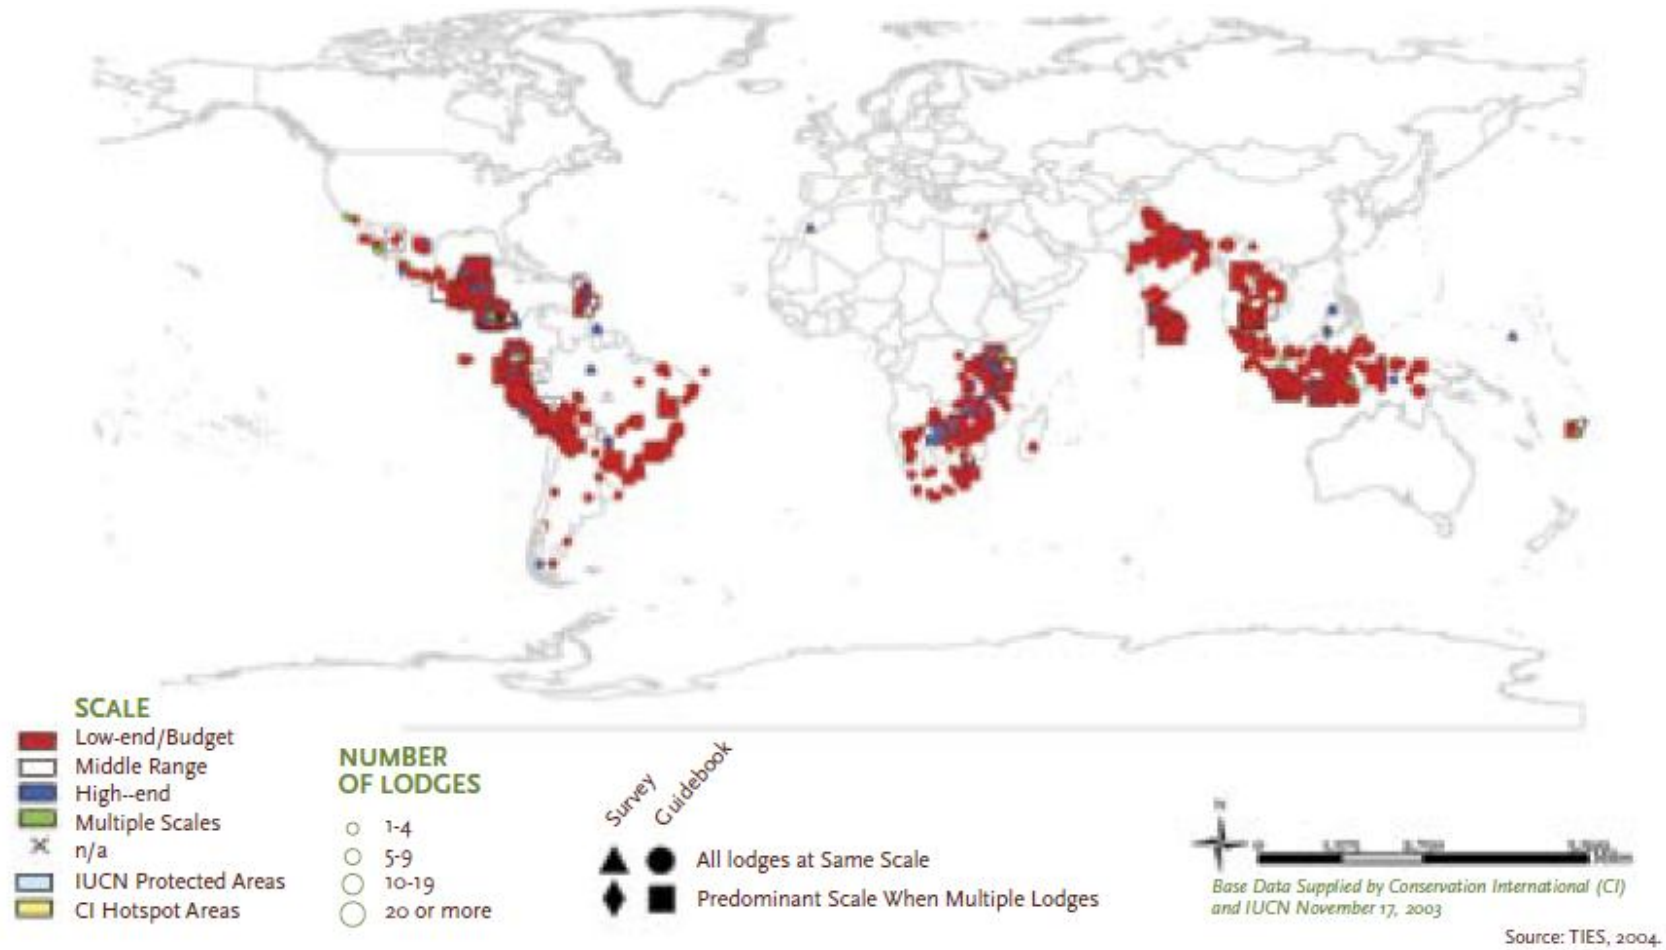 SCALE
Low-end/Budget
Middle Range
High--end
Multiple Scales
n/a
IUCN Protected Areas
CI Hotspot Areas
NUMBER
OF LODGES
1-4
5-9
10-19
20 or more
Survey
Guidebook
All lodges at Same Scale
Predominant Scale When Multiple Lodges
N
0
Base Data Supplied by Conservation International (CI)
and IUCN November 17, 2003
Source: TIES, 2004.